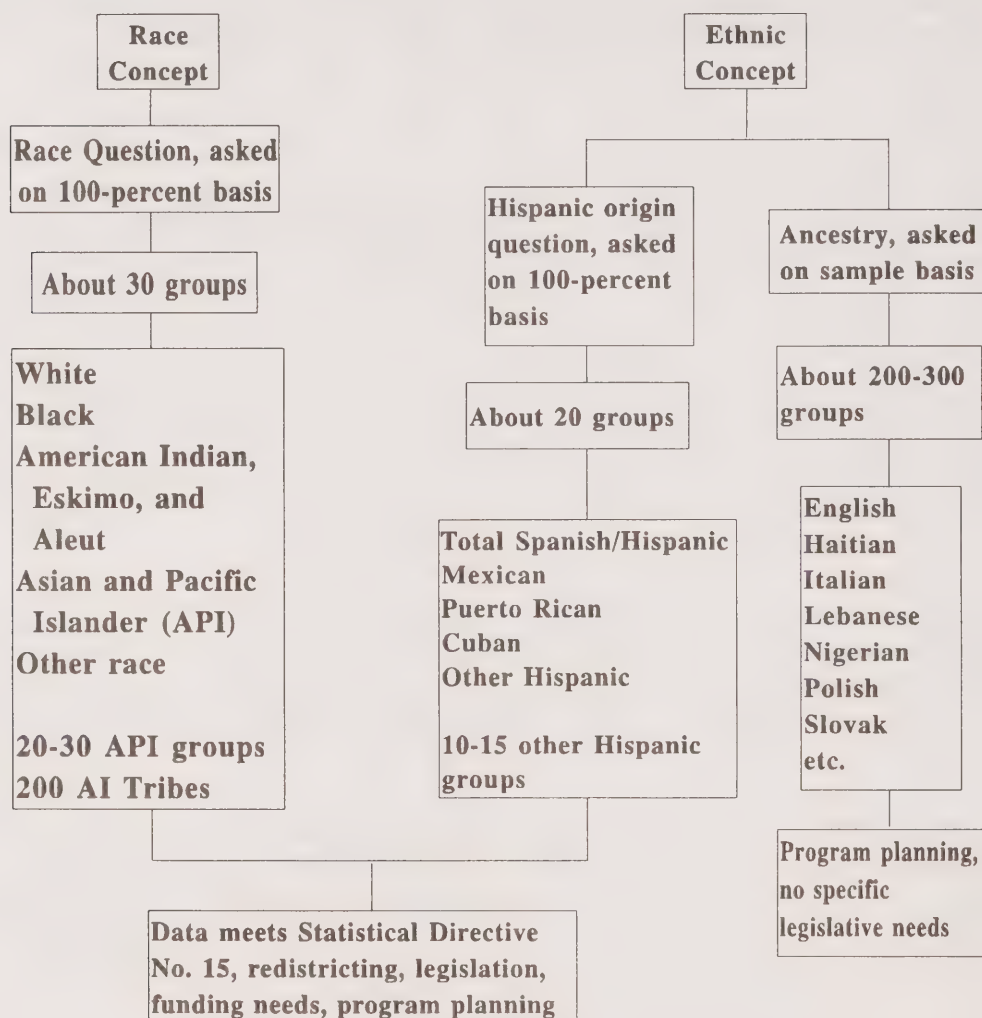 Race
Concept
Race Question, asked
on 100-percent basis
About 30 groups
White
Black
American Indian,
Eskimo, and
Aleut
Asian and Pacific
Islander (API)
Other race
20-30 API groups
200 AI Tribes
Ethnic
Concept
Hispanic origin
question, asked
on 100-percent
basis
About 20 groups
Total Spanish/Hispanic
Mexican
Puerto Rican
Cuban
Other Hispanic
10-15 other Hispanic
groups
Ancestry, asked
on sample basis
About 200-300
groups
English
Haitian
Italian
Lebanese
Nigerian
Polish
Slovak
etc.
Program planning,
no specific
legislative needs
Data meets Statistical Directive
No. 15, redistricting, legislation,
funding needs, program planning